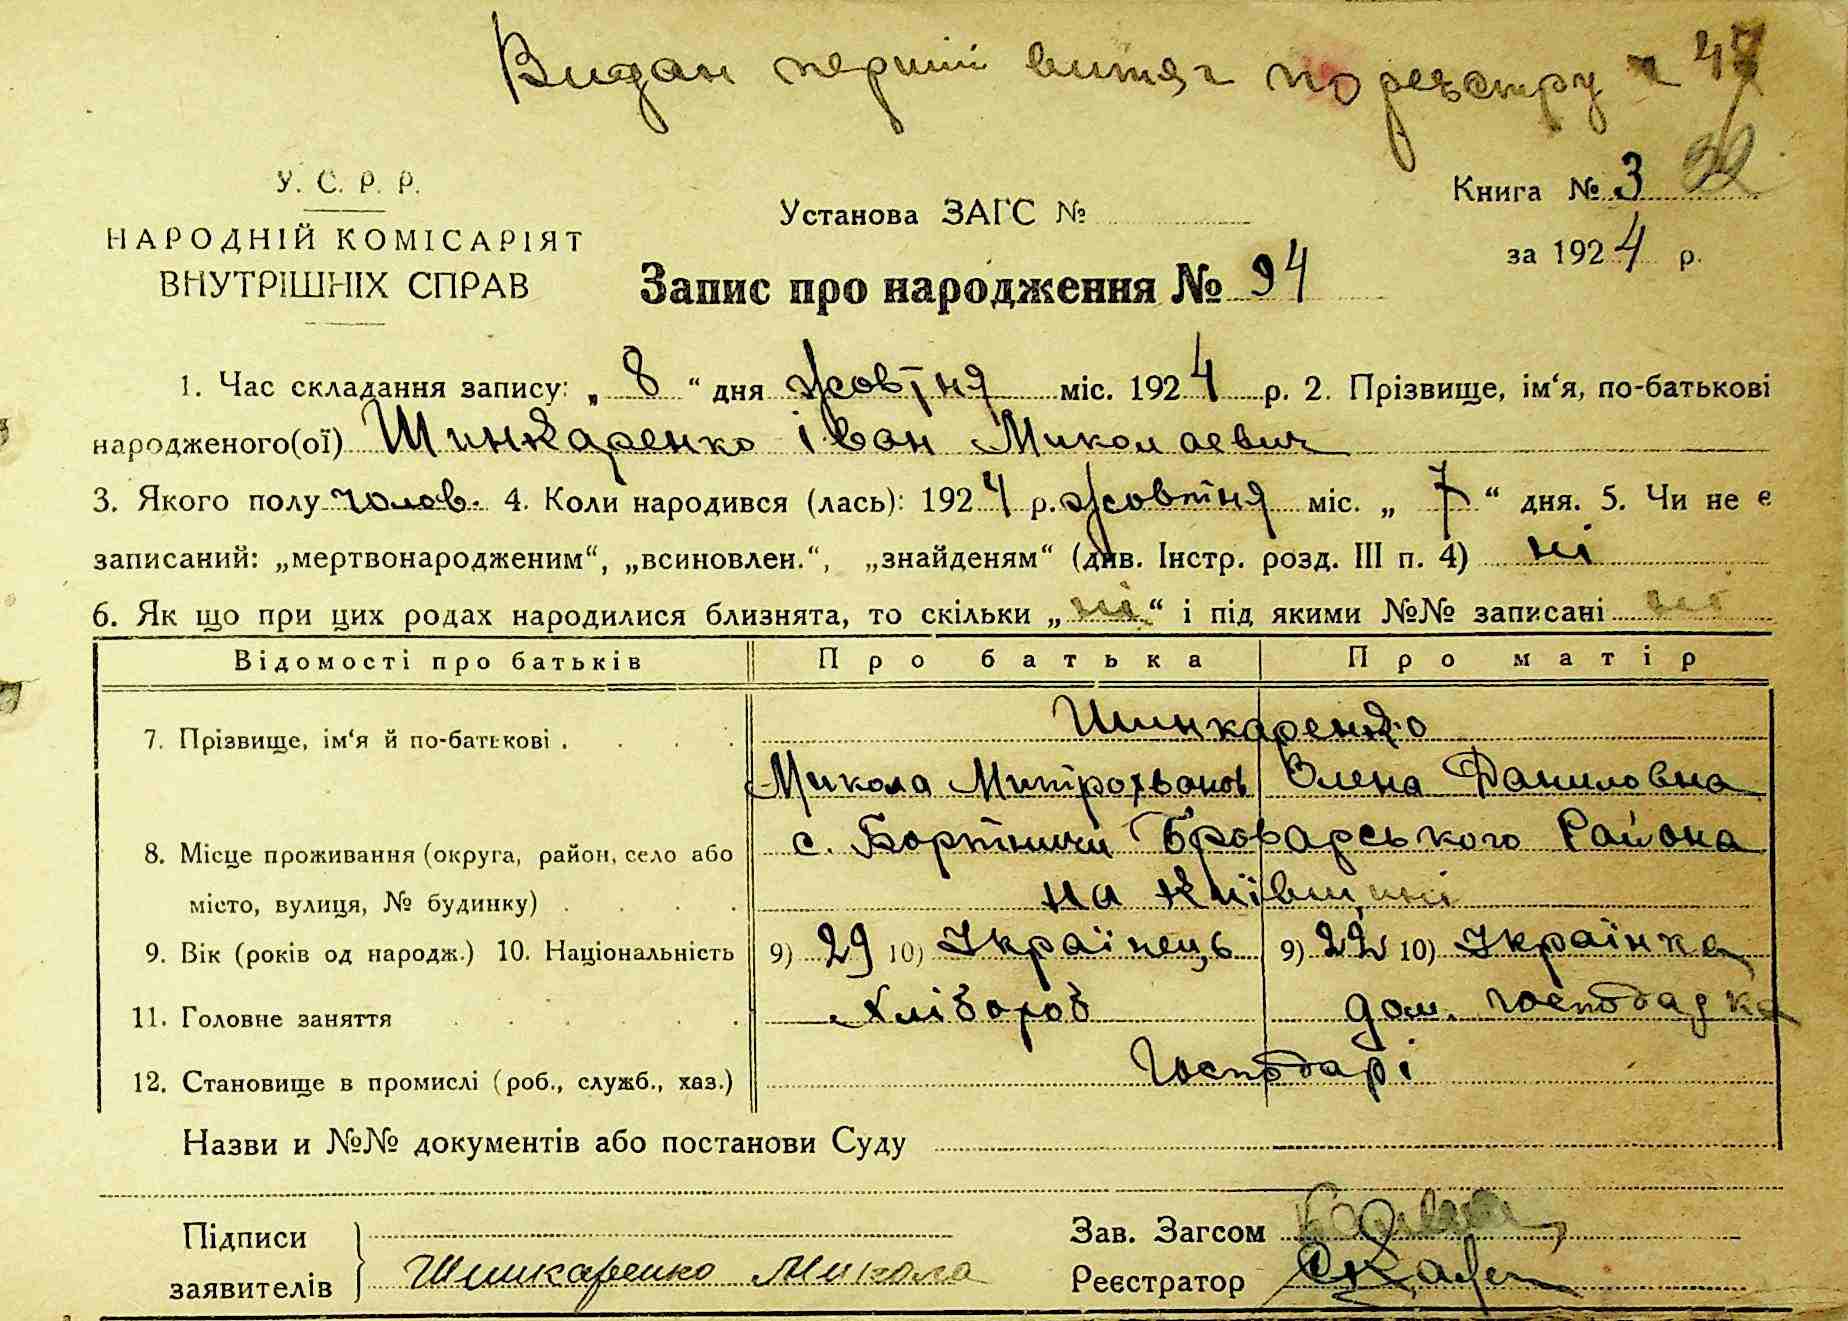 Видан перший витяг по реєстру № 47
У. С. Р. Р.
НАРОДНІЙ КОМІСАРІЯТ
ВНУТРІШНІХ СПРАВ
Установа ЗАГС №
Книга № 3 32
за 1924 р.
Запис про народження № 94
1. Час складання запису: „ 8 “ дня жовтня міс. 1924 р. 2. Прізвище, ім‘я, по-батькові
народженого(ої) Шинкаренко Іван Миколаевич
3. Якого полу чолов. 4. Коли народився (лась): 1924 р. жовтня міс. „ 7 “ дня. 5. Чи не є
записаний: „мертвонародженим“, „всиновлен.“, „знайденям“ (див. Інстр. розд. III п. 4) ні
6. Як що при цих родах народилися близнята, то скільки „ ні “ і під якими №№ записані ні
Відомості про батьків Про батька Про матір
7. Прізвище, ім‘я й по-батькові . . . . Шинкаренко
Микола Митрохванов Олена Даниловна
8. Місце проживання (округа, район, село або с. Бортничи Броварського Района
місто, вулиця, № будинку) . . . . на Київщині
9. Вік (років од народж.) 10. Національність 9) 29 10) Українець 9) 22 10) Українка
11. Головне заняття . . . . . Хлібороб дом. господарка
12. Становище в промислі (роб., служб., хаз.) Господарі
Назви и №№ документів або постанови Суду
Підписи
заявителів Шинкаренко Микола
Зав. Загсом
Реєстратор